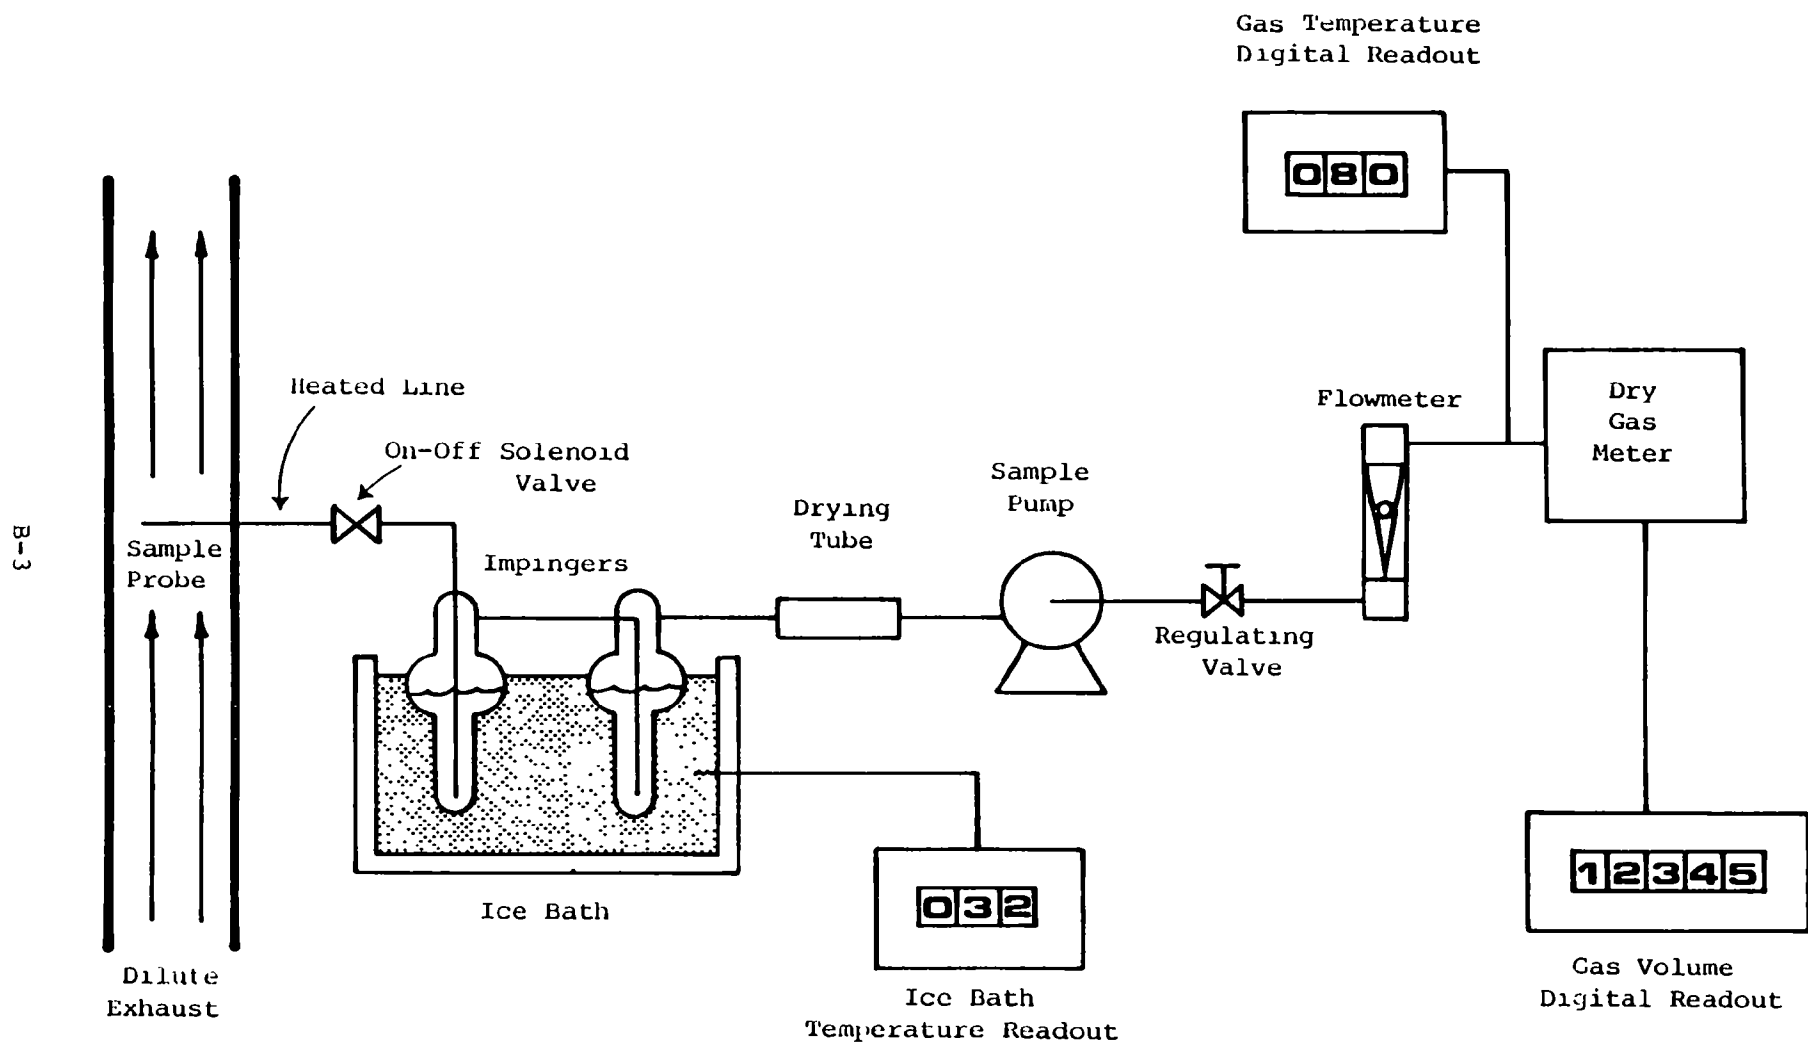 Gas Temperature
Digital Readout
080
Heated Line
On-Off Solenoid
Valve
Sample
Probe
Impingers
Drying
Tube
Sample
Pump
Regulating
Valve
Flowmeter
Dry
Gas
Meter
B-3
Ice Bath
032
Ice Bath
Temperature Readout
12345
Gas Volume
Digital Readout
Dilute
Exhaust